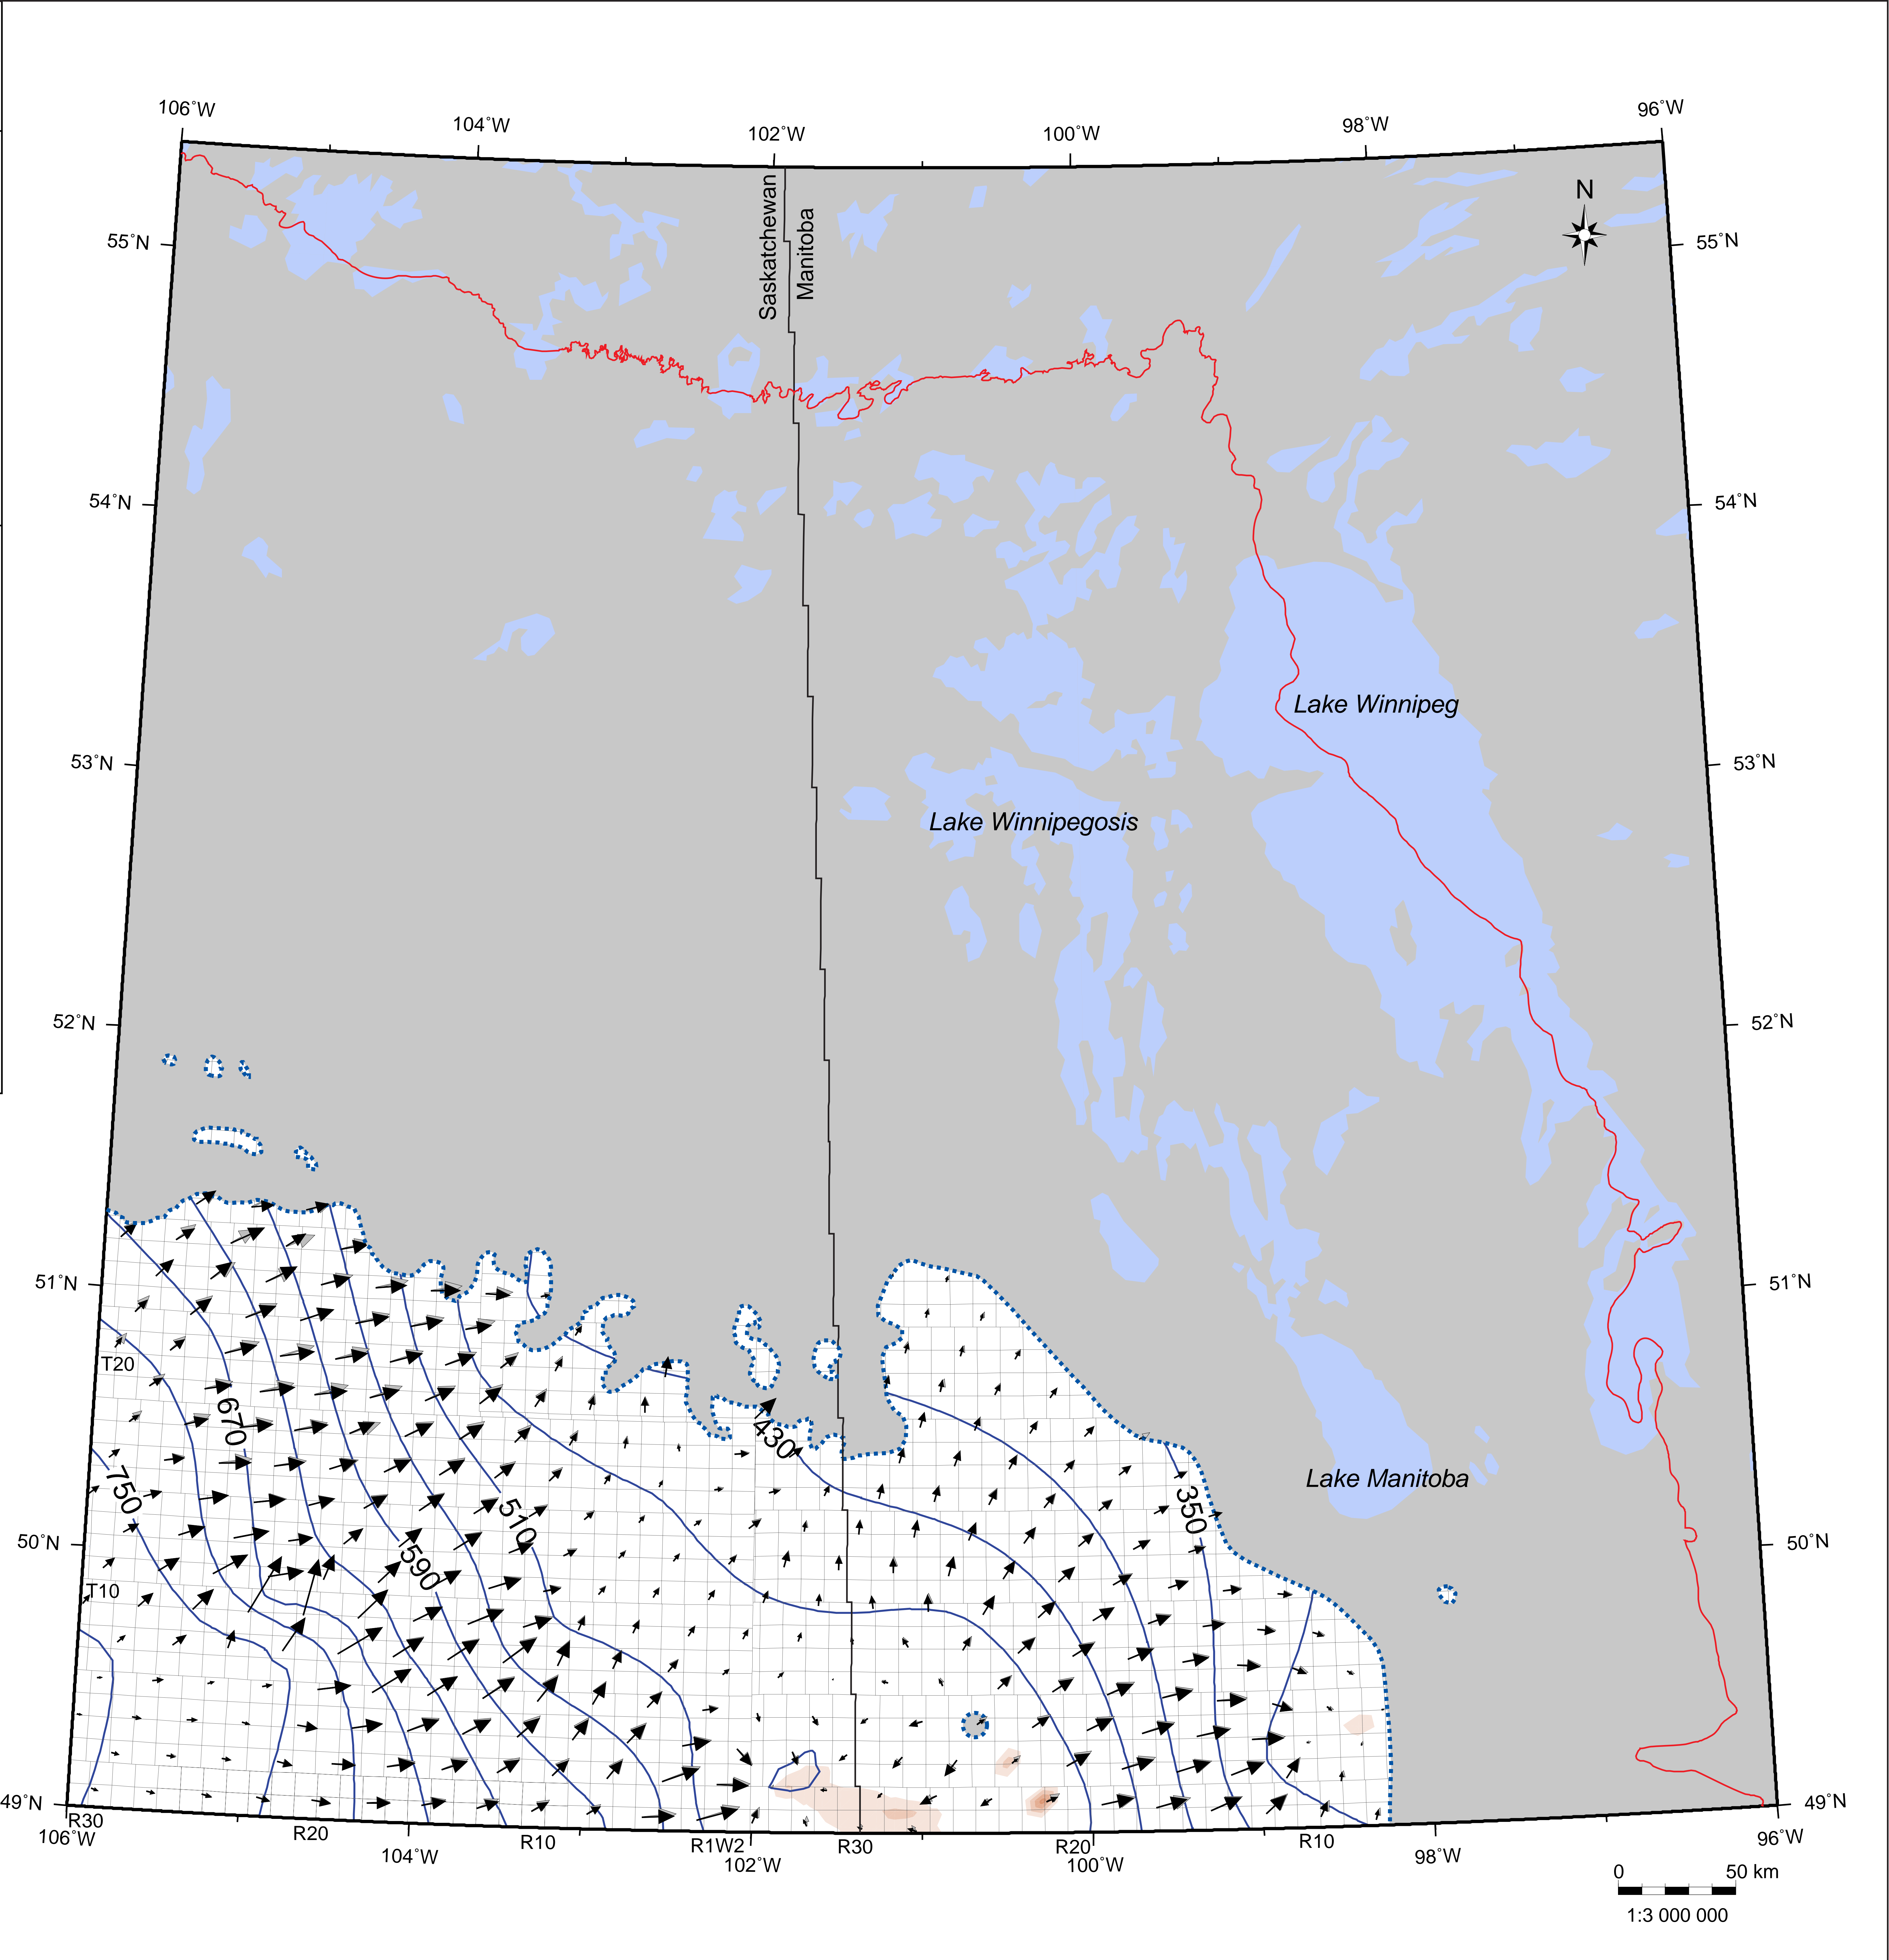 106°W
104°W
102°W
100°W
98°W
96°W
N
Saskatchewan
Manitoba
55°N
55°N
54°N
54°N
Lake Winnipeg
53°N
53°N
Lake Winnipegosis
52°N
52°N
51°N
51°N
T20
670
430
Lake Manitoba
750
510
350
50°N
50°N
590
T10
49°N
49°N
R30
R20
R10
R1W2
R30
R20
R10
106°W
104°W
102°W
100°W
98°W
96°W
0 50 km
1:3 000 000